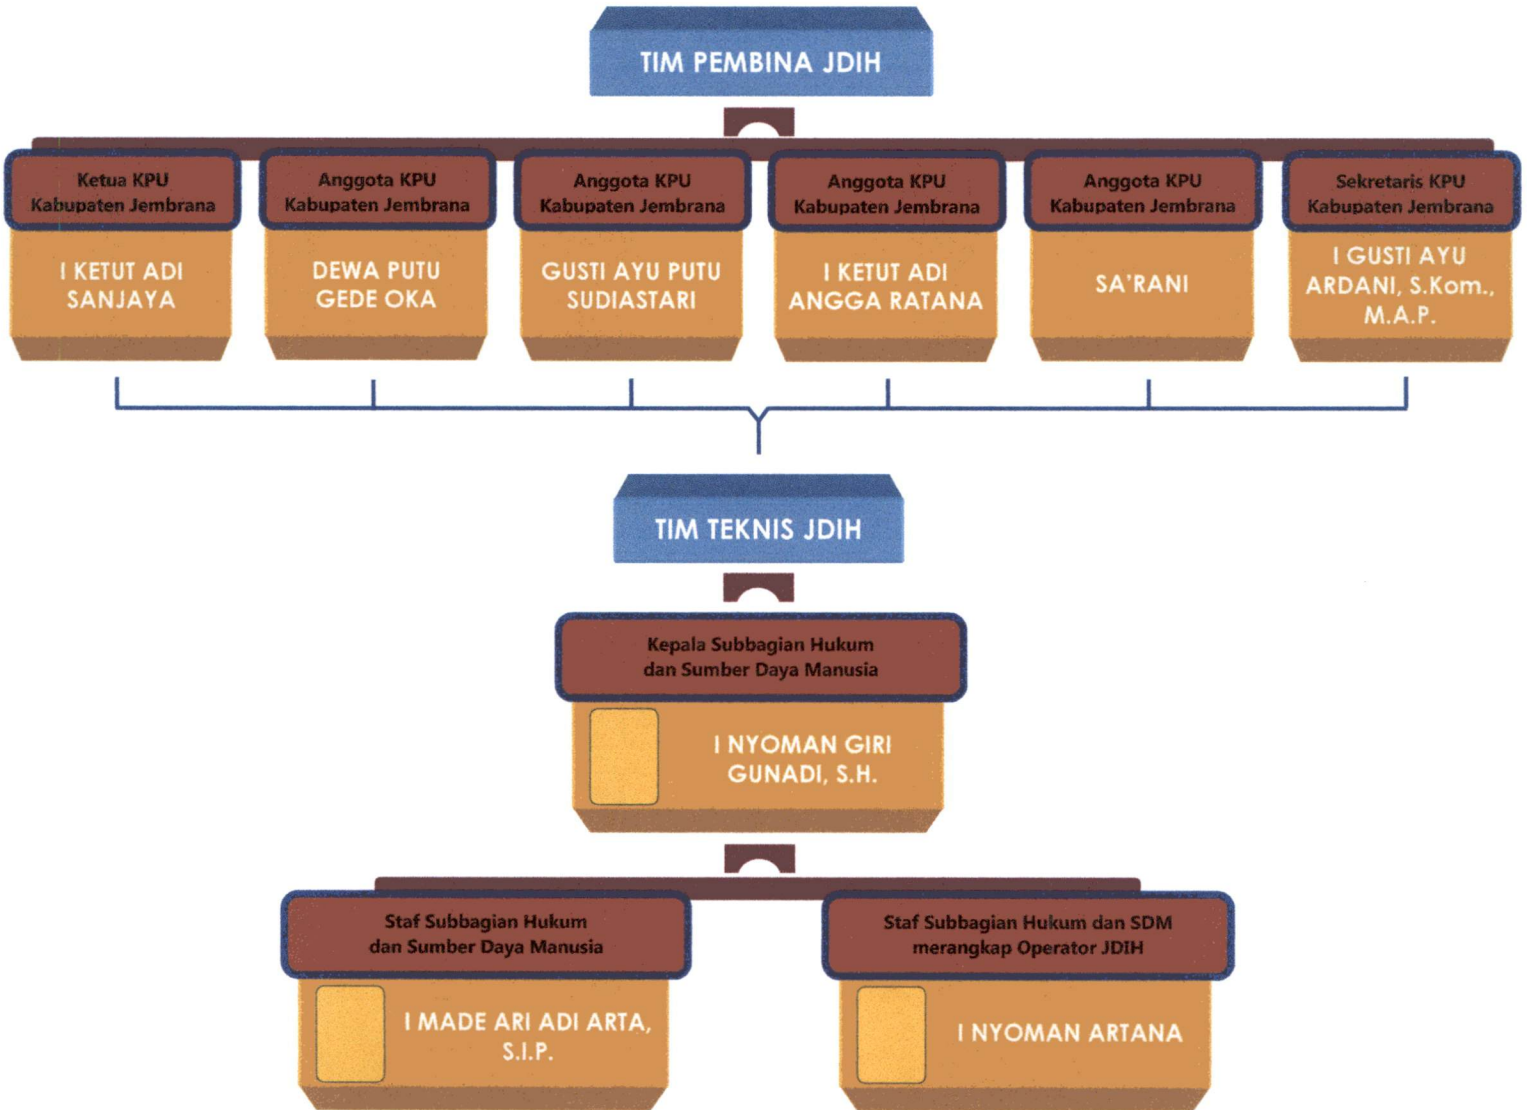 TIM PEMBINA JDIH
Ketua KPU
Kabupaten Jembrana
I KETUT ADI
SANJAYA
Anggota KPU
Kabupaten Jembrana
DEWA PUTU
GEDE OKA
Anggota KPU
Kabupaten Jembrana
GUSTI AYU PUTU
SUDIASTARI
Anggota KPU
Kabupaten Jembrana
I KETUT ADI
ANGGA RATANA
Anggota KPU
Kabupaten Jembrana
SA'RANI
Sekretaris KPU
Kabupaten Jembrana
I GUSTI AYU
ARDANI, S.Kom.,
M.A.P.
TIM TEKNIS JDIH
Kepala Subbagian Hukum
dan Sumber Daya Manusia
I NYOMAN GIRI
GUNADI, S.H.
Staf Subbagian Hukum
dan Sumber Daya Manusia
I MADE ARI ADI ARTA,
S.I.P.
Staf Subbagian Hukum dan SDM
merangkap Operator JDIH
I NYOMAN ARTANA